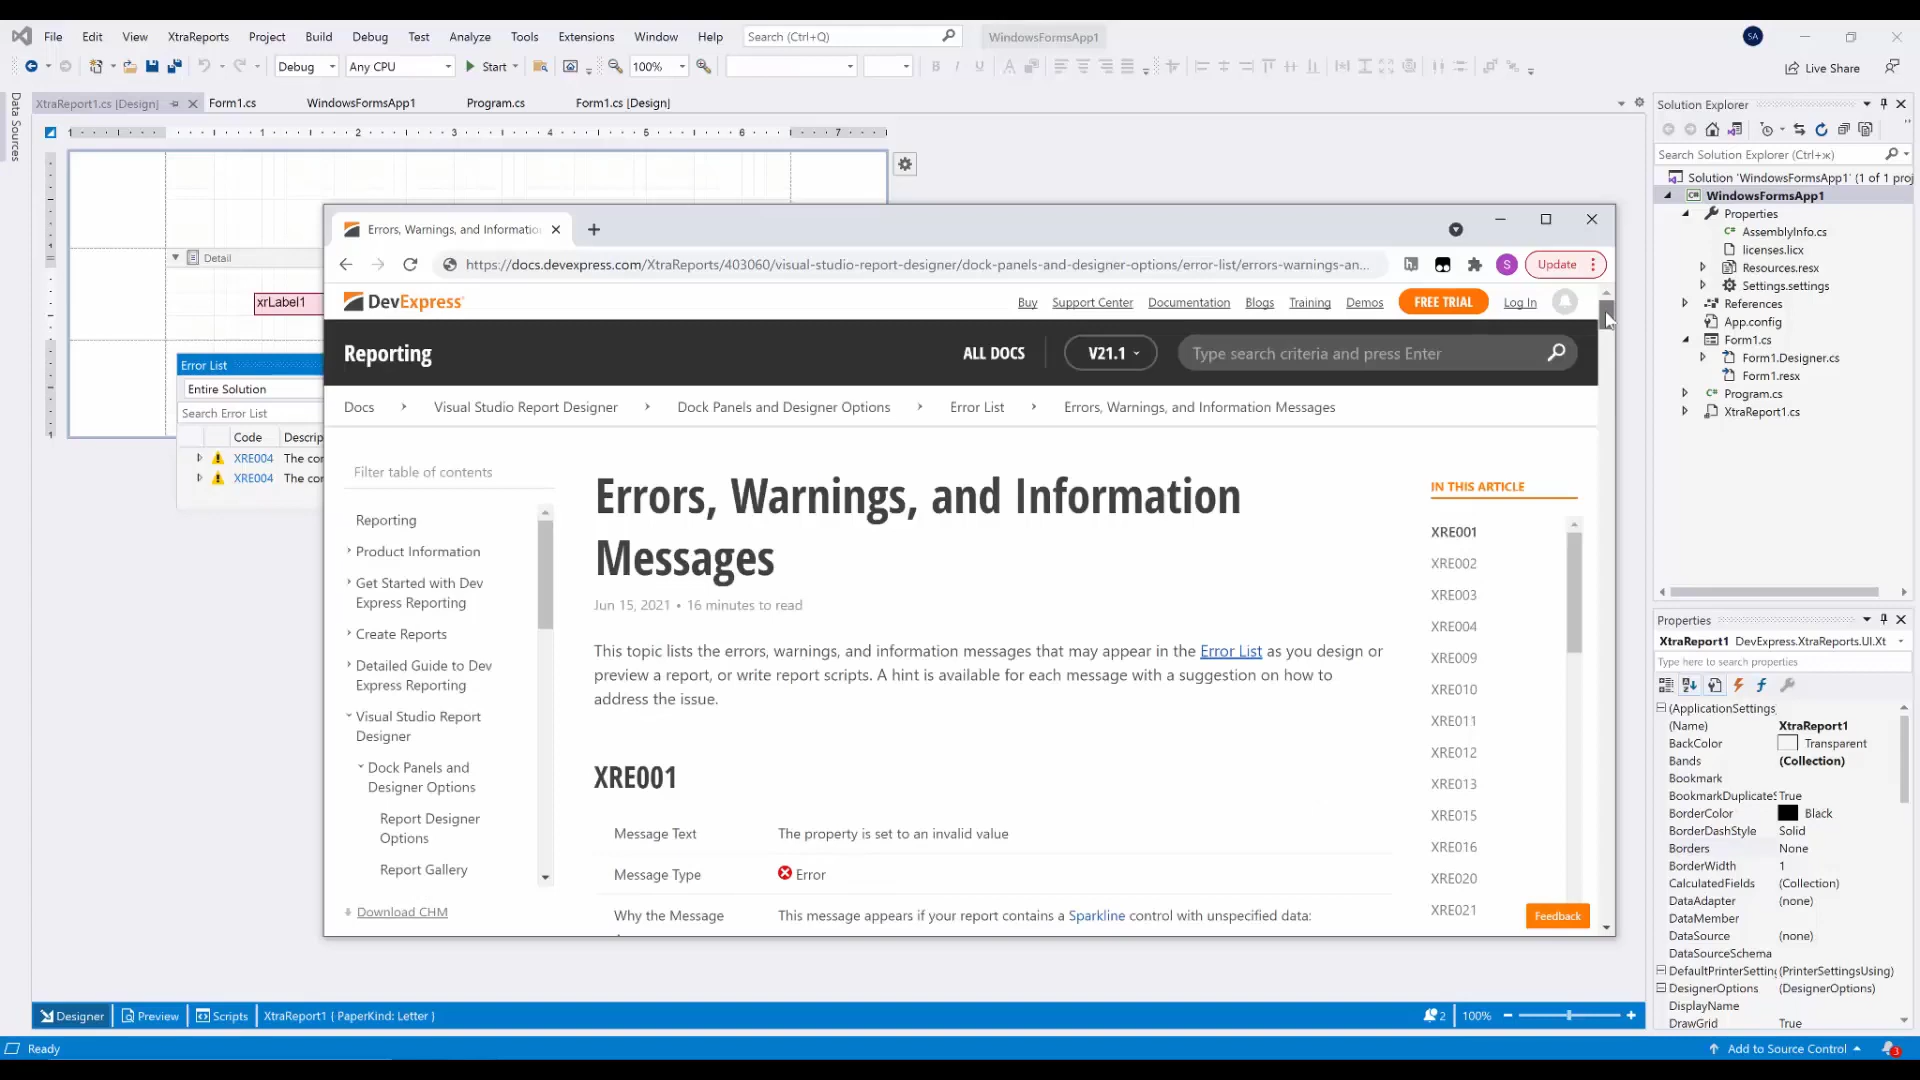 File Edit View XtraReports Project Build Debug Test Analyze Tools Extensions Window Help Search (Ctrl+Q) WindowsFormsApp1 SA
Debug Any CPU Start 100% Live Share
XtraReport1.cs [Design] Form1.cs WindowsFormsApp1 Program.cs Form1.cs [Design]
Data Sources
1 1 2 3 4 5 6 7
Detail
xrLabel1
Error List
Entire Solution
Search Error List
Code Descrip
XRE004 The cor
XRE004 The cor
Errors, Warnings, and Informatio
https://docs.devexpress.com/XtraReports/403060/visual-studio-report-designer/dock-panels-and-designer-options/error-list/errors-warnings-an... S Update
DevExpress Buy Support Center Documentation Blogs Training Demos FREE TRIAL Log In
Reporting ALL DOCS V21.1 Type search criteria and press Enter
Docs Visual Studio Report Designer Dock Panels and Designer Options Error List Errors, Warnings, and Information Messages
Filter table of contents
Reporting
Product Information
Get Started with Dev
Express Reporting
Create Reports
Detailed Guide to Dev
Express Reporting
Visual Studio Report
Designer
Dock Panels and
Designer Options
Report Designer
Options
Report Gallery
Download CHM
Errors, Warnings, and Information
Messages
Jun 15, 2021 • 16 minutes to read
This topic lists the errors, warnings, and information messages that may appear in the Error List as you design or
preview a report, or write report scripts. A hint is available for each message with a suggestion on how to
address the issue.
XRE001
Message Text The property is set to an invalid value
Message Type Error
Why the Message This message appears if your report contains a Sparkline control with unspecified data:
IN THIS ARTICLE
XRE001
XRE002
XRE003
XRE004
XRE009
XRE010
XRE011
XRE012
XRE013
XRE015
XRE016
XRE020
XRE021
Feedback
Solution Explorer
Search Solution Explorer (Ctrl+ж)
Solution 'WindowsFormsApp1' (1 of 1 proj
WindowsFormsApp1
Properties
AssemblyInfo.cs
licenses.licx
Resources.resx
Settings.settings
References
App.config
Form1.cs
Form1.Designer.cs
Form1.resx
Program.cs
XtraReport1.cs
Properties
XtraReport1 DevExpress.XtraReports.UI.Xt
Type here to search properties
(ApplicationSettings
(Name) XtraReport1
BackColor Transparent
Bands (Collection)
Bookmark
BookmarkDuplicateS True
BorderColor Black
BorderDashStyle Solid
Borders None
BorderWidth 1
CalculatedFields (Collection)
DataAdapter (none)
DataMember
DataSource (none)
DataSourceSchema
DefaultPrinterSetting (PrinterSettingsUsing)
DesignerOptions (DesignerOptions)
DisplayName
DrawGrid True
Designer Preview Scripts XtraReport1 { PaperKind: Letter } 2 100%
Ready Add to Source Control 3